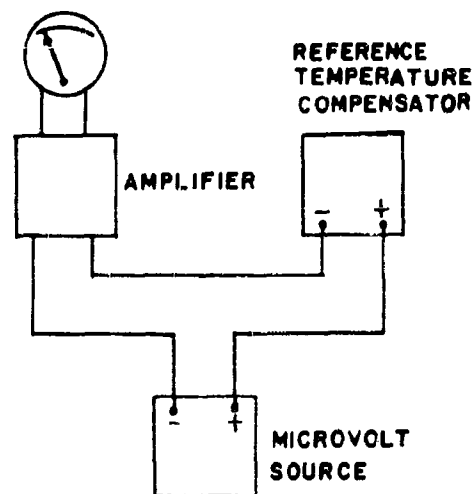 REFERENCE
TEMPERATURE
COMPENSATOR
AMPLIFIER
- +
- +
MICROVOLT
SOURCE